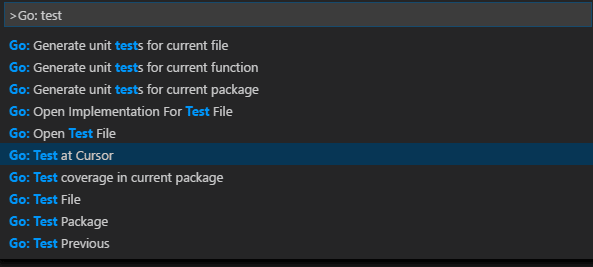 >Go: test
Go: Generate unit tests for current file
Go: Generate unit tests for current function
Go: Generate unit tests for current package
Go: Open Implementation For Test File
Go: Open Test File
Go: Test at Cursor
Go: Test coverage in current package
Go: Test File
Go: Test Package
Go: Test Previous